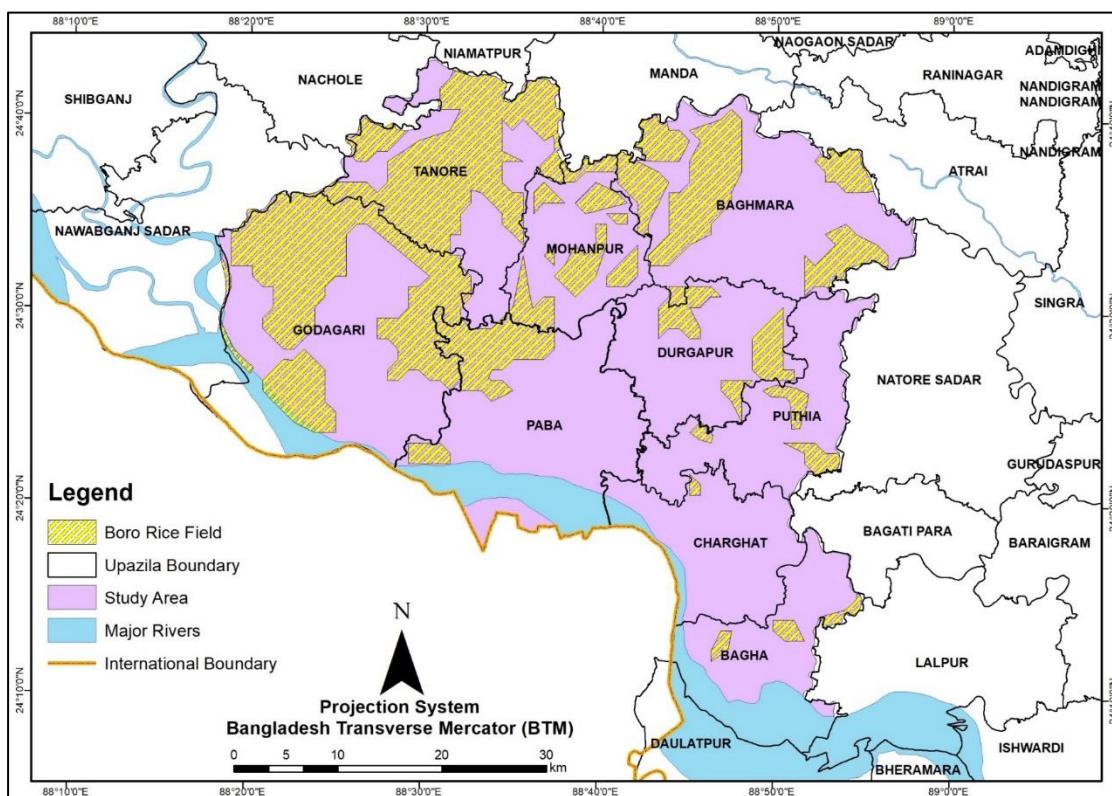 88°10'0"E 88°20'0"E 88°30'0"E 88°40'0"E 88°50'0"E 89°0'0"E
NIAMATPUR
NAOGAON SADAR
ADAMDIGHI
NACHOLE
MANDA
RANINAGAR
NANDIGRAM
NANDIGRAM
SHIBGANJ
24°40'0"N
NANDIGRAM
TANORE
ATRAI
BAGHMARA
NAWABGANJ SADAR
MOHANPUR
24°30'0"N
SINGRA
GODAGARI
DURGAPUR
NATORE SADAR
PUTHIA
PABA
GURUDASPUR
24°20'0"N
Legend
Boro Rice Field
Upazila Boundary
Study Area
Major Rivers
International Boundary
CHARGHAT
BAGATI PARA
BARAIGRAM
BAGHA
LALPUR
24°10'0"N
N
Projection System
Bangladesh Transverse Mercator (BTM)
0 5 10 20 30
km
DAULATPUR
ISHWARDI
BHERAMARA
88°10'0"E 88°20'0"E 88°30'0"E 88°40'0"E 88°50'0"E 89°0'0"E